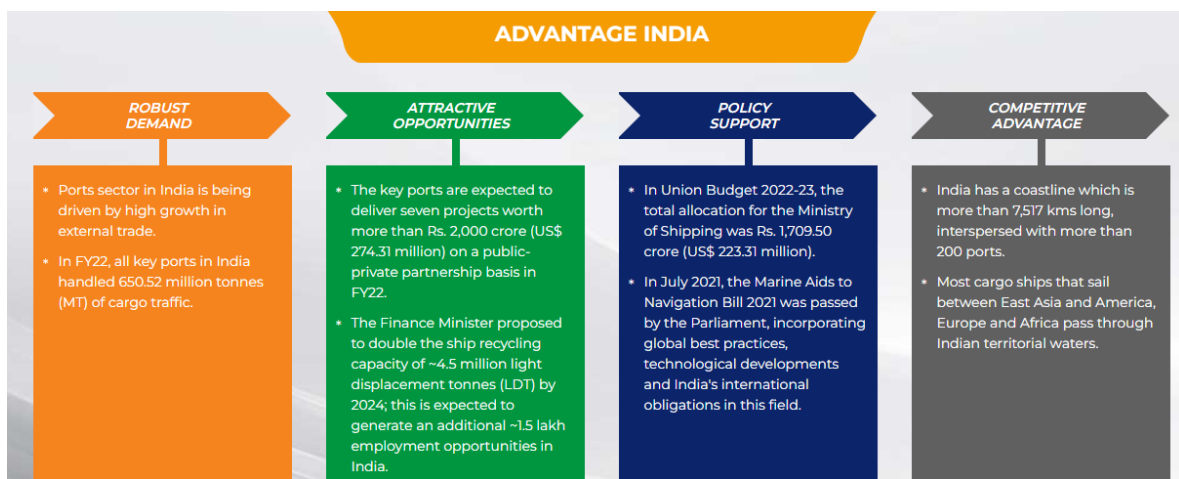 ADVANTAGE INDIA
ROBUST
DEMAND
* Ports sector in India is being
driven by high growth in
external trade.
* In FY22, all key ports in India
handled 650.52 million tonnes
(MT) of cargo traffic.
ATTRACTIVE
OPPORTUNITIES
* The key ports are expected to
deliver seven projects worth
more than Rs. 2,000 crore (US$
274.31 million) on a public-
private partnership basis in
FY22.
* The Finance Minister proposed
to double the ship recycling
capacity of ~4.5 million light
displacement tonnes (LDT) by
2024; this is expected to
generate an additional ~1.5 lakh
employment opportunities in
India.
POLICY
SUPPORT
* In Union Budget 2022-23, the
total allocation for the Ministry
of Shipping was Rs. 1,709.50
crore (US$ 223.31 million).
* In July 2021, the Marine Aids to
Navigation Bill 2021 was passed
by the Parliament, incorporating
global best practices,
technological developments
and India's international
obligations in this field.
COMPETITIVE
ADVANTAGE
* India has a coastline which is
more than 7,517 kms long,
interspersed with more than
200 ports.
* Most cargo ships that sail
between East Asia and America,
Europe and Africa pass through
Indian territorial waters.